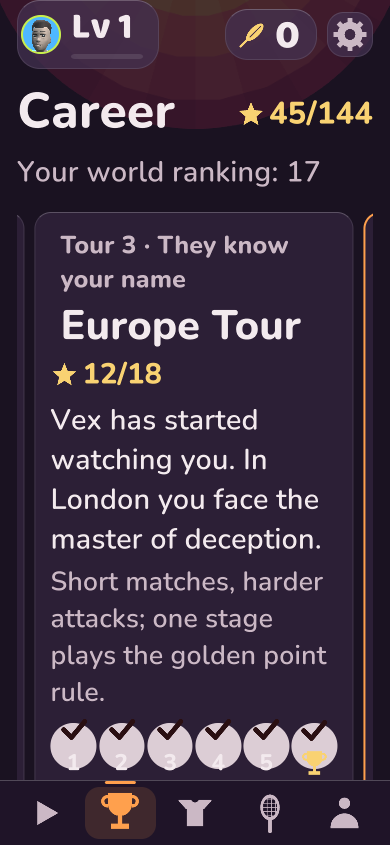 Lv 1
0
Career
45/144
Your world ranking: 17
Tour 3 · They know
your name
Europe Tour
12/18
Vex has started
watching you. In
London you face the
master of deception.
Short matches, harder
attacks; one stage
plays the golden point
rule.
1 2 3 4 5